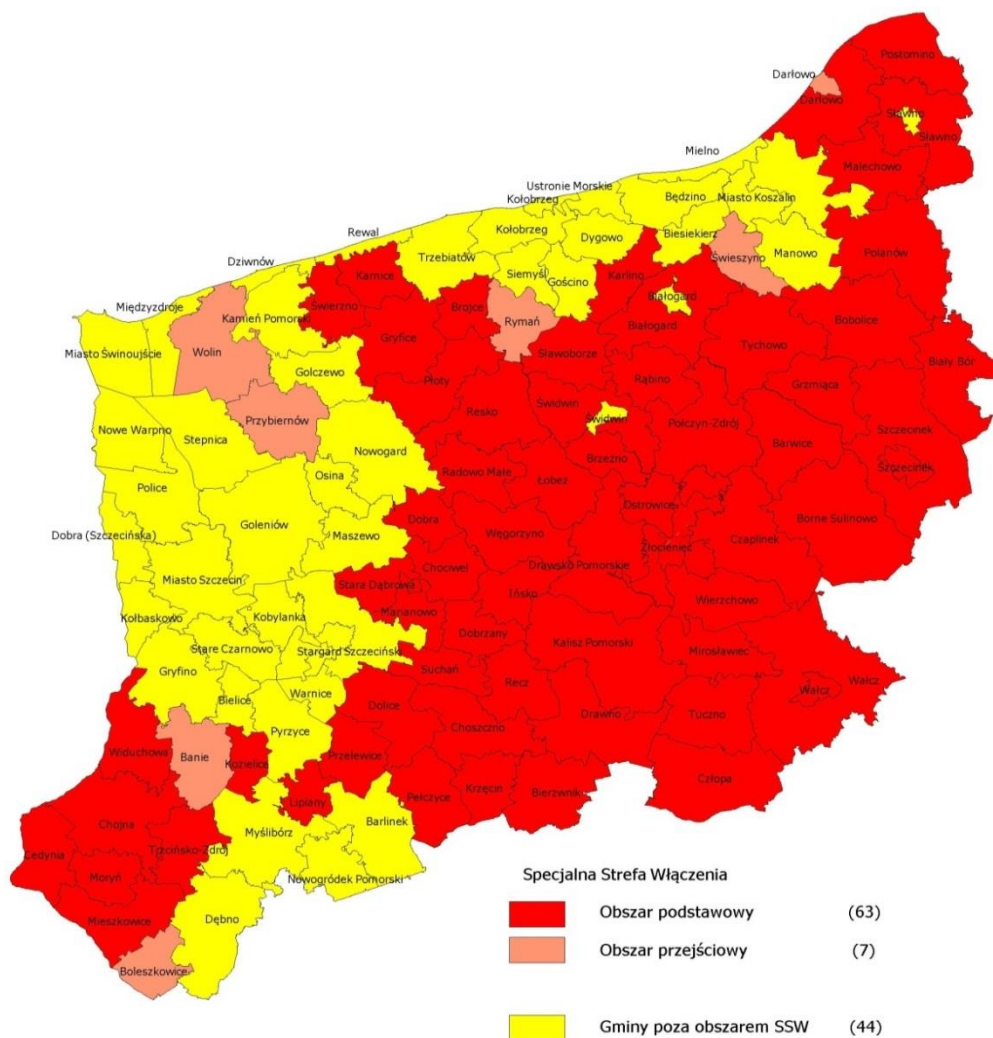 Postomino
Darłowo
Darłowo
Sławno
Sławno
Malechowo
Mielno
Ustronie Morskie
Kołobrzeg
Będzino
Miasto Koszalin
Kołobrzeg
Dygowo
Biesiekierz
Manowo
Polanów
Rewal
Trzebiatów
Świeszyno
Dziwnów
Karnice
Siemyśl
Gościno
Karlino
Białogard
Międzyzdroje
Świerzno
Brojce
Bobolice
Kamień Pomorski
Rymań
Białogard
Gryfice
Tychowo
Miasto Świnoujście
Wolin
Sławoborze
Biały Bór
Golczewo
Płoty
Rąbino
Grzmiąca
Świdwin
Resko
Przybiernów
Świdwin
Połczyn-Zdrój
Szczecinek
Nowe Warpno
Stepnica
Barwice
Nowogard
Brzeżno
Radowo Małe
Szczecinek
Osina
Łobez
Police
Ostrowice
Goleniów
Dobra
Borne Sulinowo
Dobra (Szczecińska)
Maszewo
Węgorzyno
Czaplinek
Złocieniec
Chociwel
Drawsko Pomorskie
Miasto Szczecin
Stara Dąbrowa
Ińsko
Wierzchowo
Marianowo
Kołbaskowo
Kobylanka
Dobrzany
Kalisz Pomorski
Stare Czarnowo
Stargard Szczeciński
Mirosławiec
Suchań
Gryfino
Recz
Wałcz
Wałcz
Warnice
Bielice
Dolice
Drawno
Tuczno
Pyrzyce
Choszczno
Widuchowa
Banie
Kozielice
Przelewice
Człopa
Krzęcin
Bierzwnik
Pełczyce
Lipiany
Chojna
Barlinek
Myślibórz
Trzcińsko-Zdrój
Cedynia
Moryń
Nowogródek Pomorski
Mieszkowice
Dębno
Boleszkowice
Specjalna Strefa Włączenia
Obszar podstawowy (63)
Obszar przejściowy (7)
Gminy poza obszarem SSW (44)